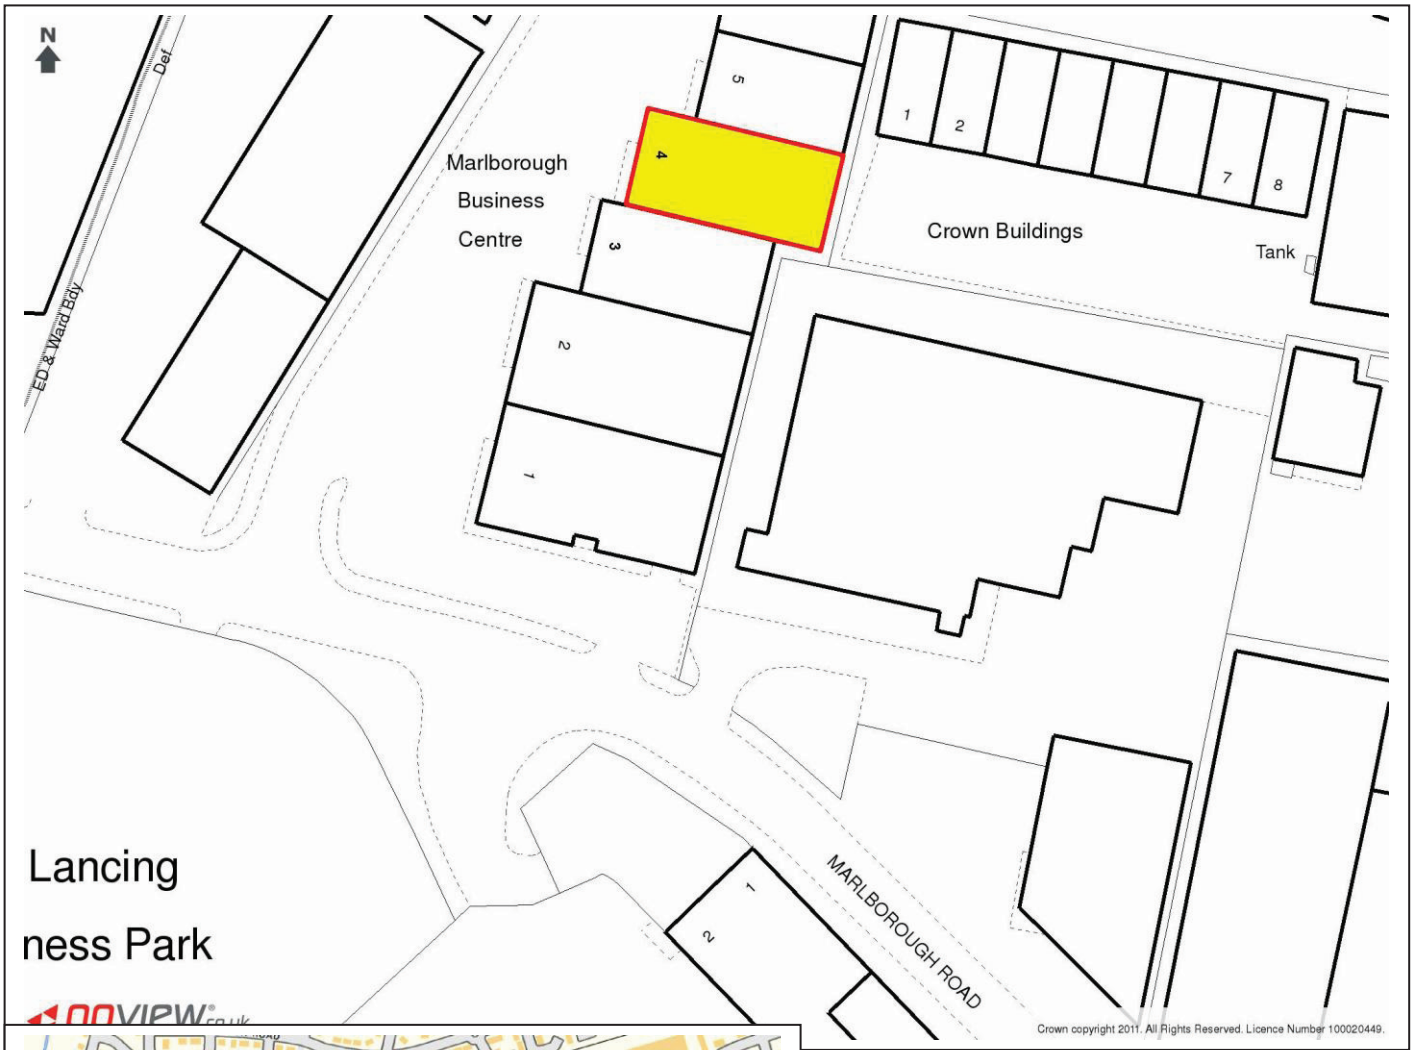 N
Def
5
1
2
4
Marlborough
Business
Centre
7
8
Crown Buildings
3
Tank
ED & Ward Bdy
2
1
Lancing
ness Park
1
2
MARLBOROUGH ROAD
Crown copyright 2011. All Rights Reserved. Licence Number 100020449.